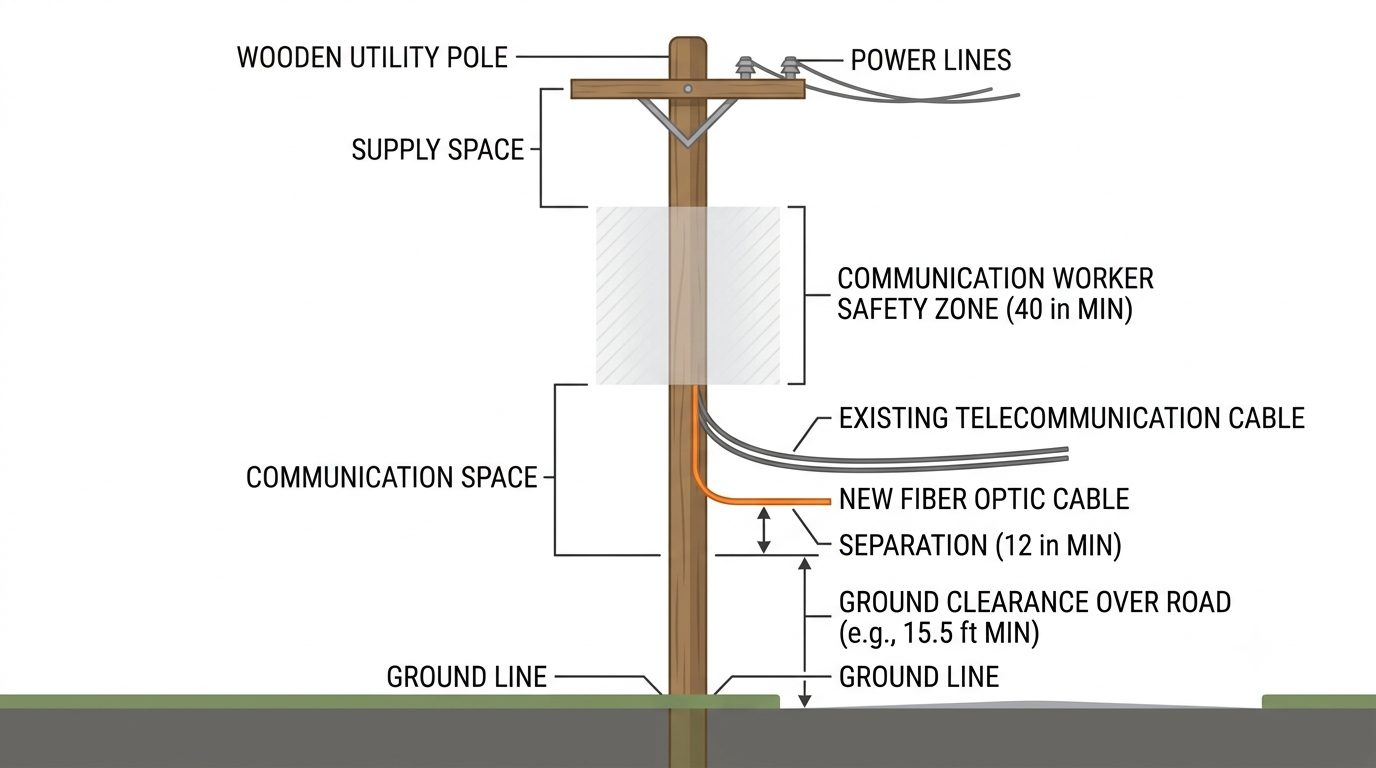 WOODEN UTILITY POLE
POWER LINES
SUPPLY SPACE
COMMUNICATION WORKER
SAFETY ZONE (40 in MIN)
EXISTING TELECOMMUNICATION CABLE
COMMUNICATION SPACE
NEW FIBER OPTIC CABLE
SEPARATION (12 in MIN)
GROUND CLEARANCE OVER ROAD
(e.g., 15.5 ft MIN)
GROUND LINE
GROUND LINE